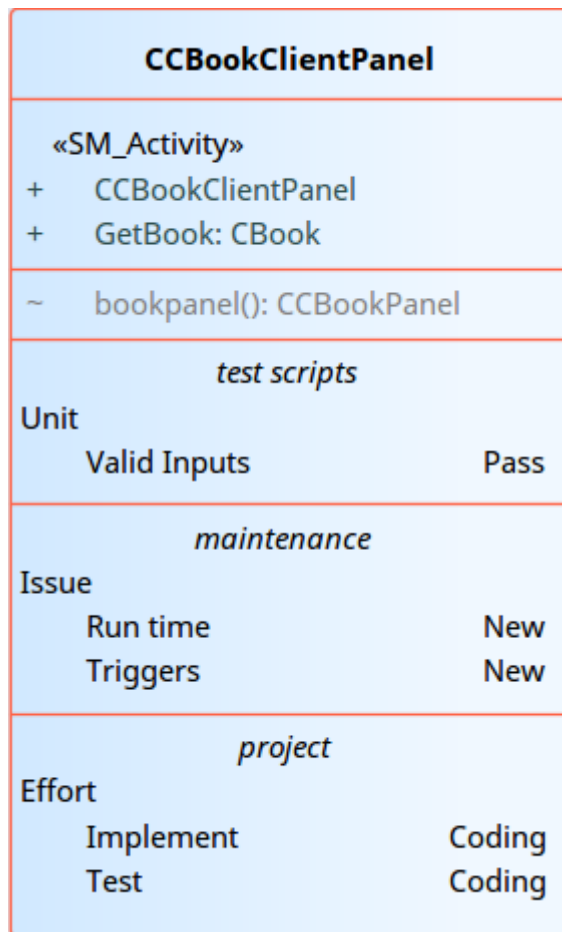 CCBookClientPanel
«SM_Activity»
+ CCBookClientPanel
+ GetBook: CBook
~ bookpanel(): CCBookPanel
test scripts
Unit
Valid Inputs Pass
maintenance
Issue
Run time New
Triggers New
project
Effort
Implement Coding
Test Coding